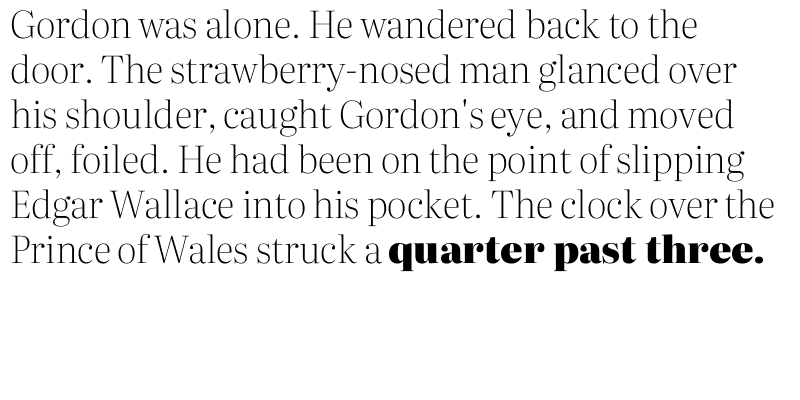 Gordon was alone. He wandered back to the
door. The strawberry-nosed man glanced over
his shoulder, caught Gordon's eye, and moved
off, foiled. He had been on the point of slipping
Edgar Wallace into his pocket. The clock over the
Prince of Wales struck a quarter past three.